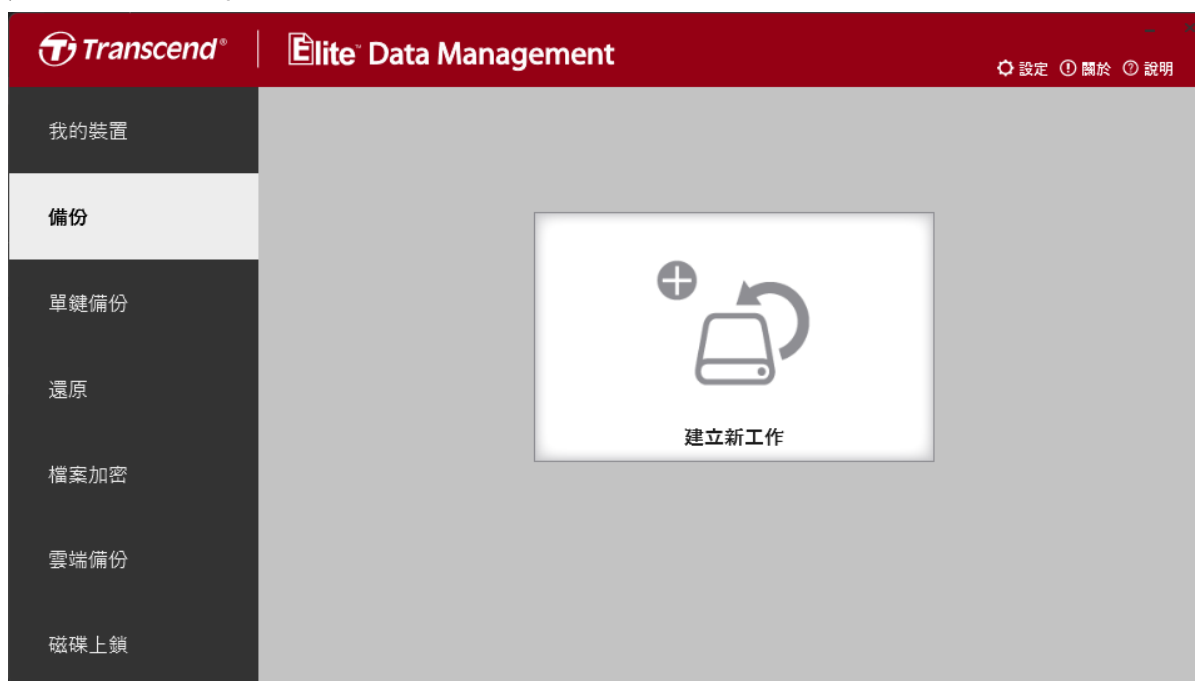 Transcend®
Elite™ Data Management
設定 關於 說明
我的裝置
備份
單鍵備份
還原
檔案加密
雲端備份
磁碟上鎖
建立新工作